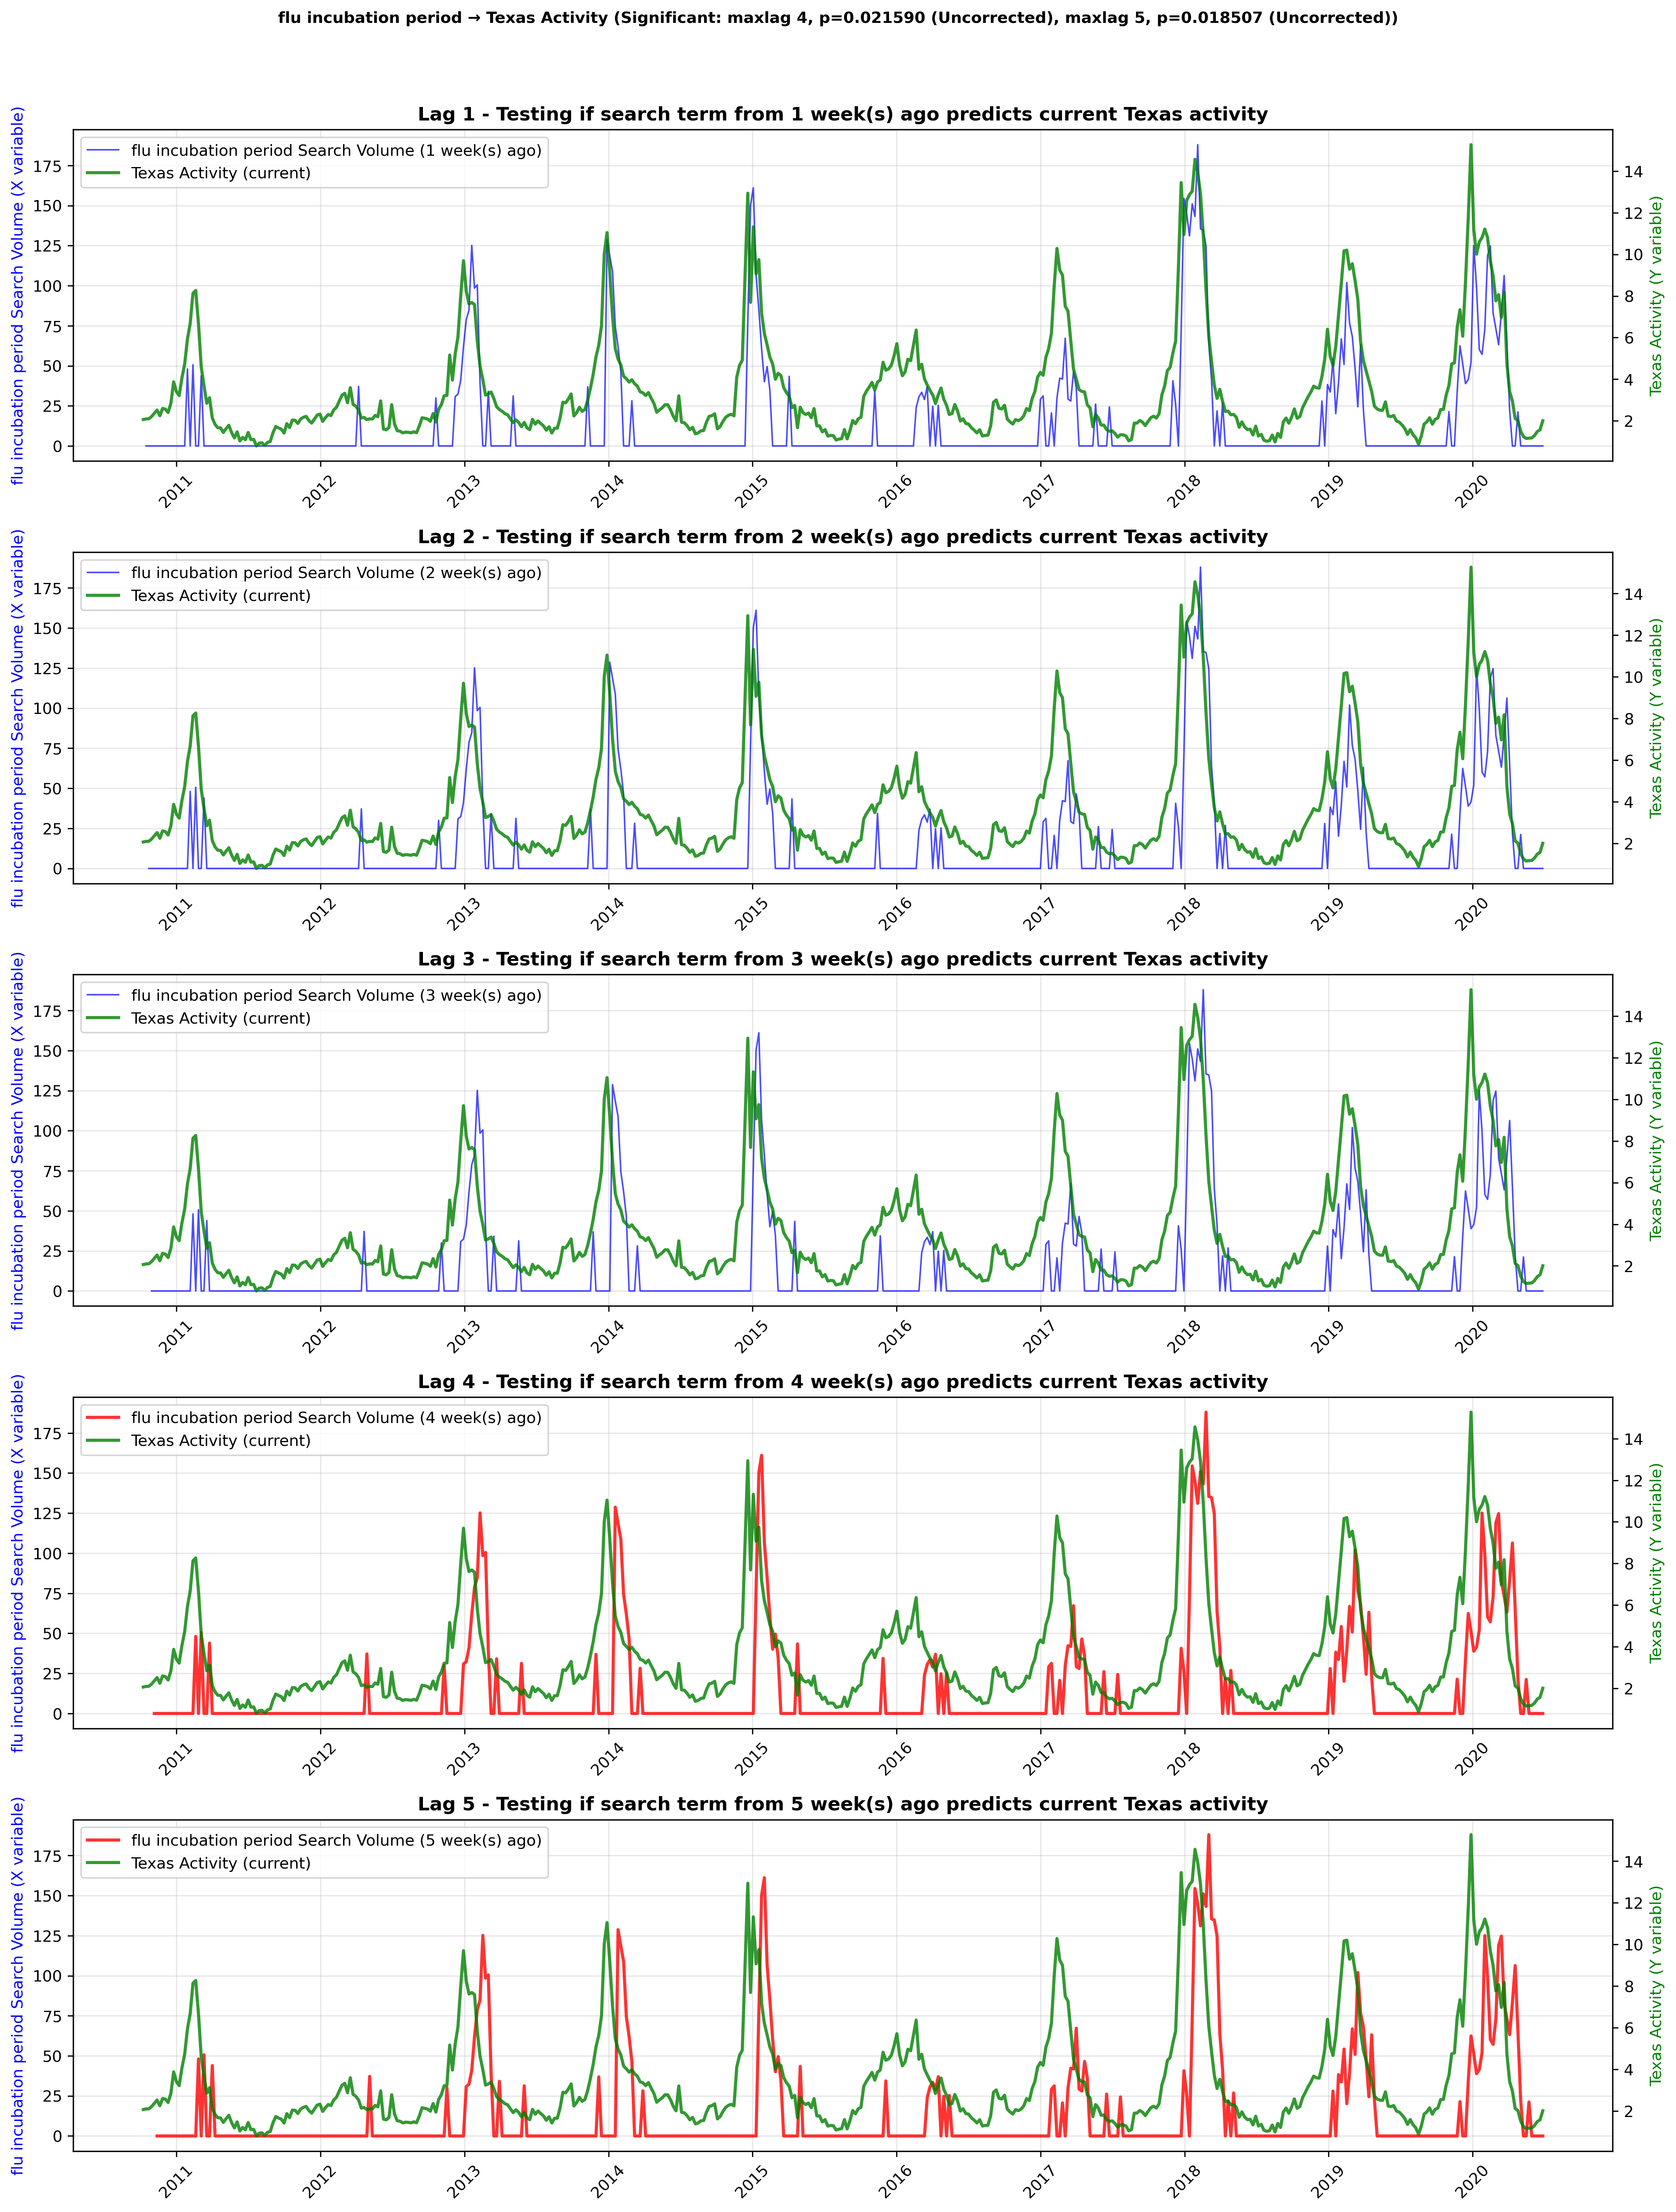 flu incubation period → Texas Activity (Significant: maxlag 4, p=0.021590 (Uncorrected), maxlag 5, p=0.018507 (Uncorrected))
Lag 1 - Testing if search term from 1 week(s) ago predicts current Texas activity
flu incubation period Search Volume (X variable)
175
150
125
100
75
50
25
0
flu incubation period Search Volume (1 week(s) ago)
Texas Activity (current)
14
12
10
8
6
4
2
Texas Activity (Y variable)
2011 2012 2013 2014 2015 2016 2017 2018 2019 2020
Lag 2 - Testing if search term from 2 week(s) ago predicts current Texas activity
flu incubation period Search Volume (X variable)
175
150
125
100
75
50
25
0
flu incubation period Search Volume (2 week(s) ago)
Texas Activity (current)
14
12
10
8
6
4
2
Texas Activity (Y variable)
2011 2012 2013 2014 2015 2016 2017 2018 2019 2020
Lag 3 - Testing if search term from 3 week(s) ago predicts current Texas activity
flu incubation period Search Volume (X variable)
175
150
125
100
75
50
25
0
flu incubation period Search Volume (3 week(s) ago)
Texas Activity (current)
14
12
10
8
6
4
2
Texas Activity (Y variable)
2011 2012 2013 2014 2015 2016 2017 2018 2019 2020
Lag 4 - Testing if search term from 4 week(s) ago predicts current Texas activity
flu incubation period Search Volume (X variable)
175
150
125
100
75
50
25
0
flu incubation period Search Volume (4 week(s) ago)
Texas Activity (current)
14
12
10
8
6
4
2
Texas Activity (Y variable)
2011 2012 2013 2014 2015 2016 2017 2018 2019 2020
Lag 5 - Testing if search term from 5 week(s) ago predicts current Texas activity
flu incubation period Search Volume (X variable)
175
150
125
100
75
50
25
0
flu incubation period Search Volume (5 week(s) ago)
Texas Activity (current)
14
12
10
8
6
4
2
Texas Activity (Y variable)
2011 2012 2013 2014 2015 2016 2017 2018 2019 2020